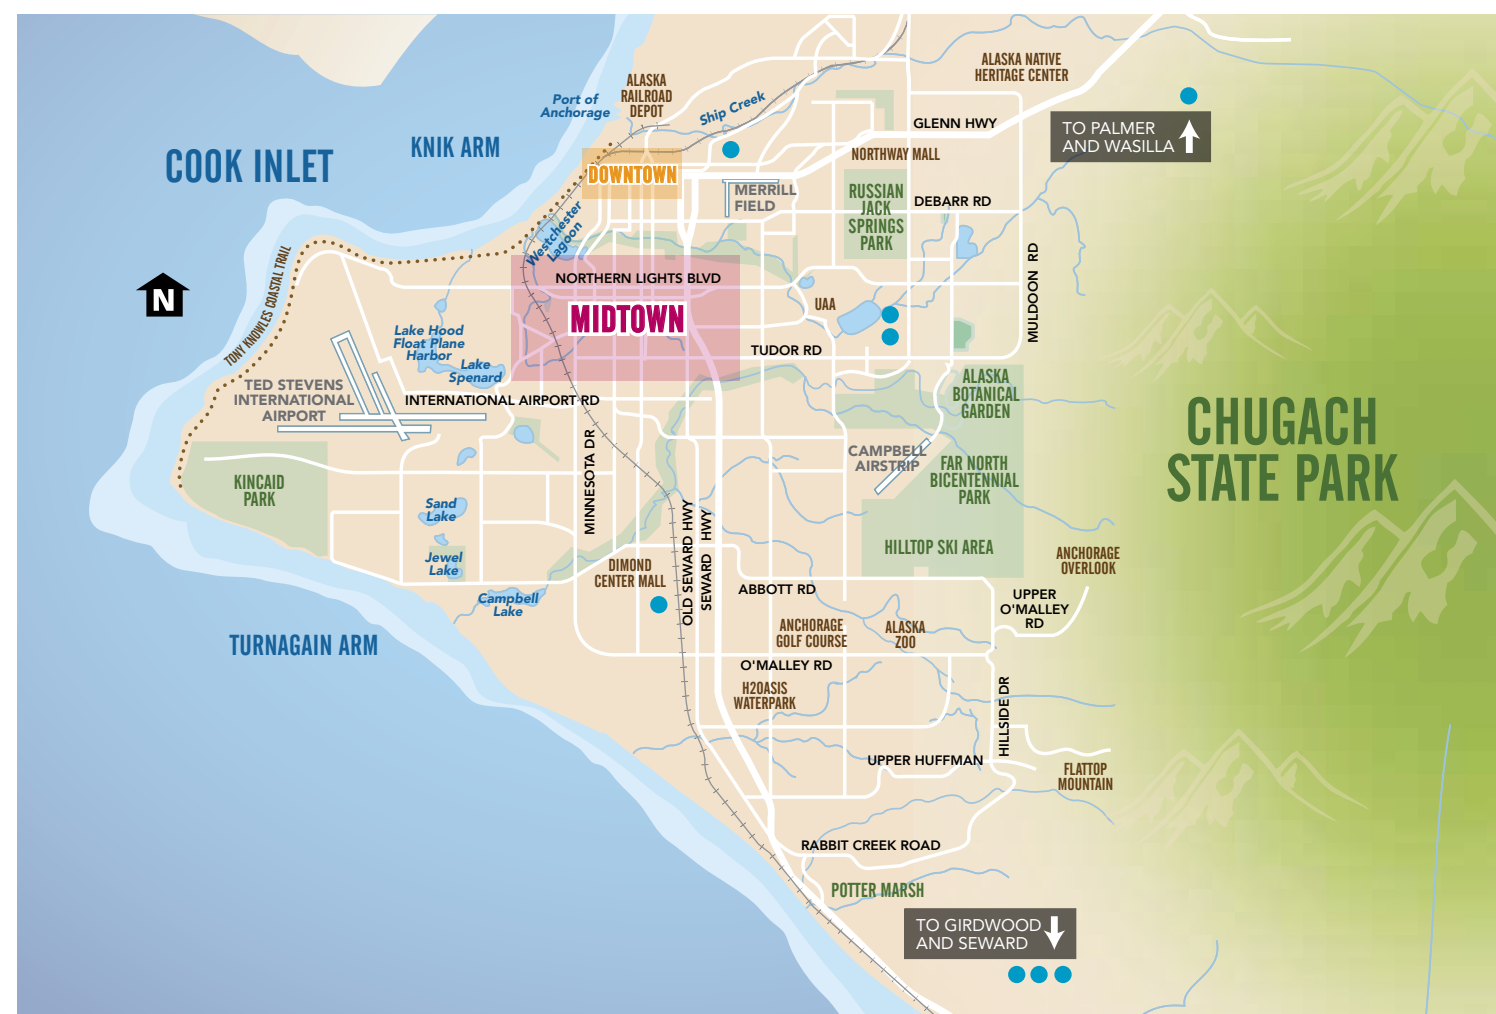 ALASKA NATIVE
HERITAGE CENTER
ALASKA
RAILROAD
DEPOT
Port of
Anchorage
Ship Creek
TO PALMER
AND WASILLA
GLENN HWY
KNIK ARM
COOK INLET
NORTHWAY MALL
DOWNTOWN
MERRILL
FIELD
RUSSIAN
JACK
SPRINGS
PARK
DEBARR RD
Westchester
Lagoon
TONY KNOWLES COASTAL TRAIL
MULDOON RD
NORTHERN LIGHTS BLVD
N
MIDTOWN
UAA
Lake Hood
Float Plane
Harbor
Lake
Spenard
TUDOR RD
TED STEVENS
INTERNATIONAL
AIRPORT
INTERNATIONAL AIRPORT RD
ALASKA
BOTANICAL
GARDEN
CHUGACH
STATE PARK
MINNESOTA DR
CAMPBELL
AIRSTRIP
FAR NORTH
BICENTENNIAL
PARK
KINCAID
PARK
Sand
Lake
OLD SEWARD HWY
SEWARD HWY
HILLTOP SKI AREA
ANCHORAGE
OVERLOOK
Jewel
Lake
DIMOND
CENTER MALL
ABBOTT RD
UPPER
O'MALLEY
RD
Campbell
Lake
ANCHORAGE
GOLF COURSE
ALASKA
ZOO
TURNAGAIN ARM
O'MALLEY RD
H2OASIS
WATERPARK
HILLSIDE DR
UPPER HUFFMAN
FLATTOP
MOUNTAIN
RABBIT CREEK ROAD
POTTER MARSH
TO GIRDWOOD
AND SEWARD